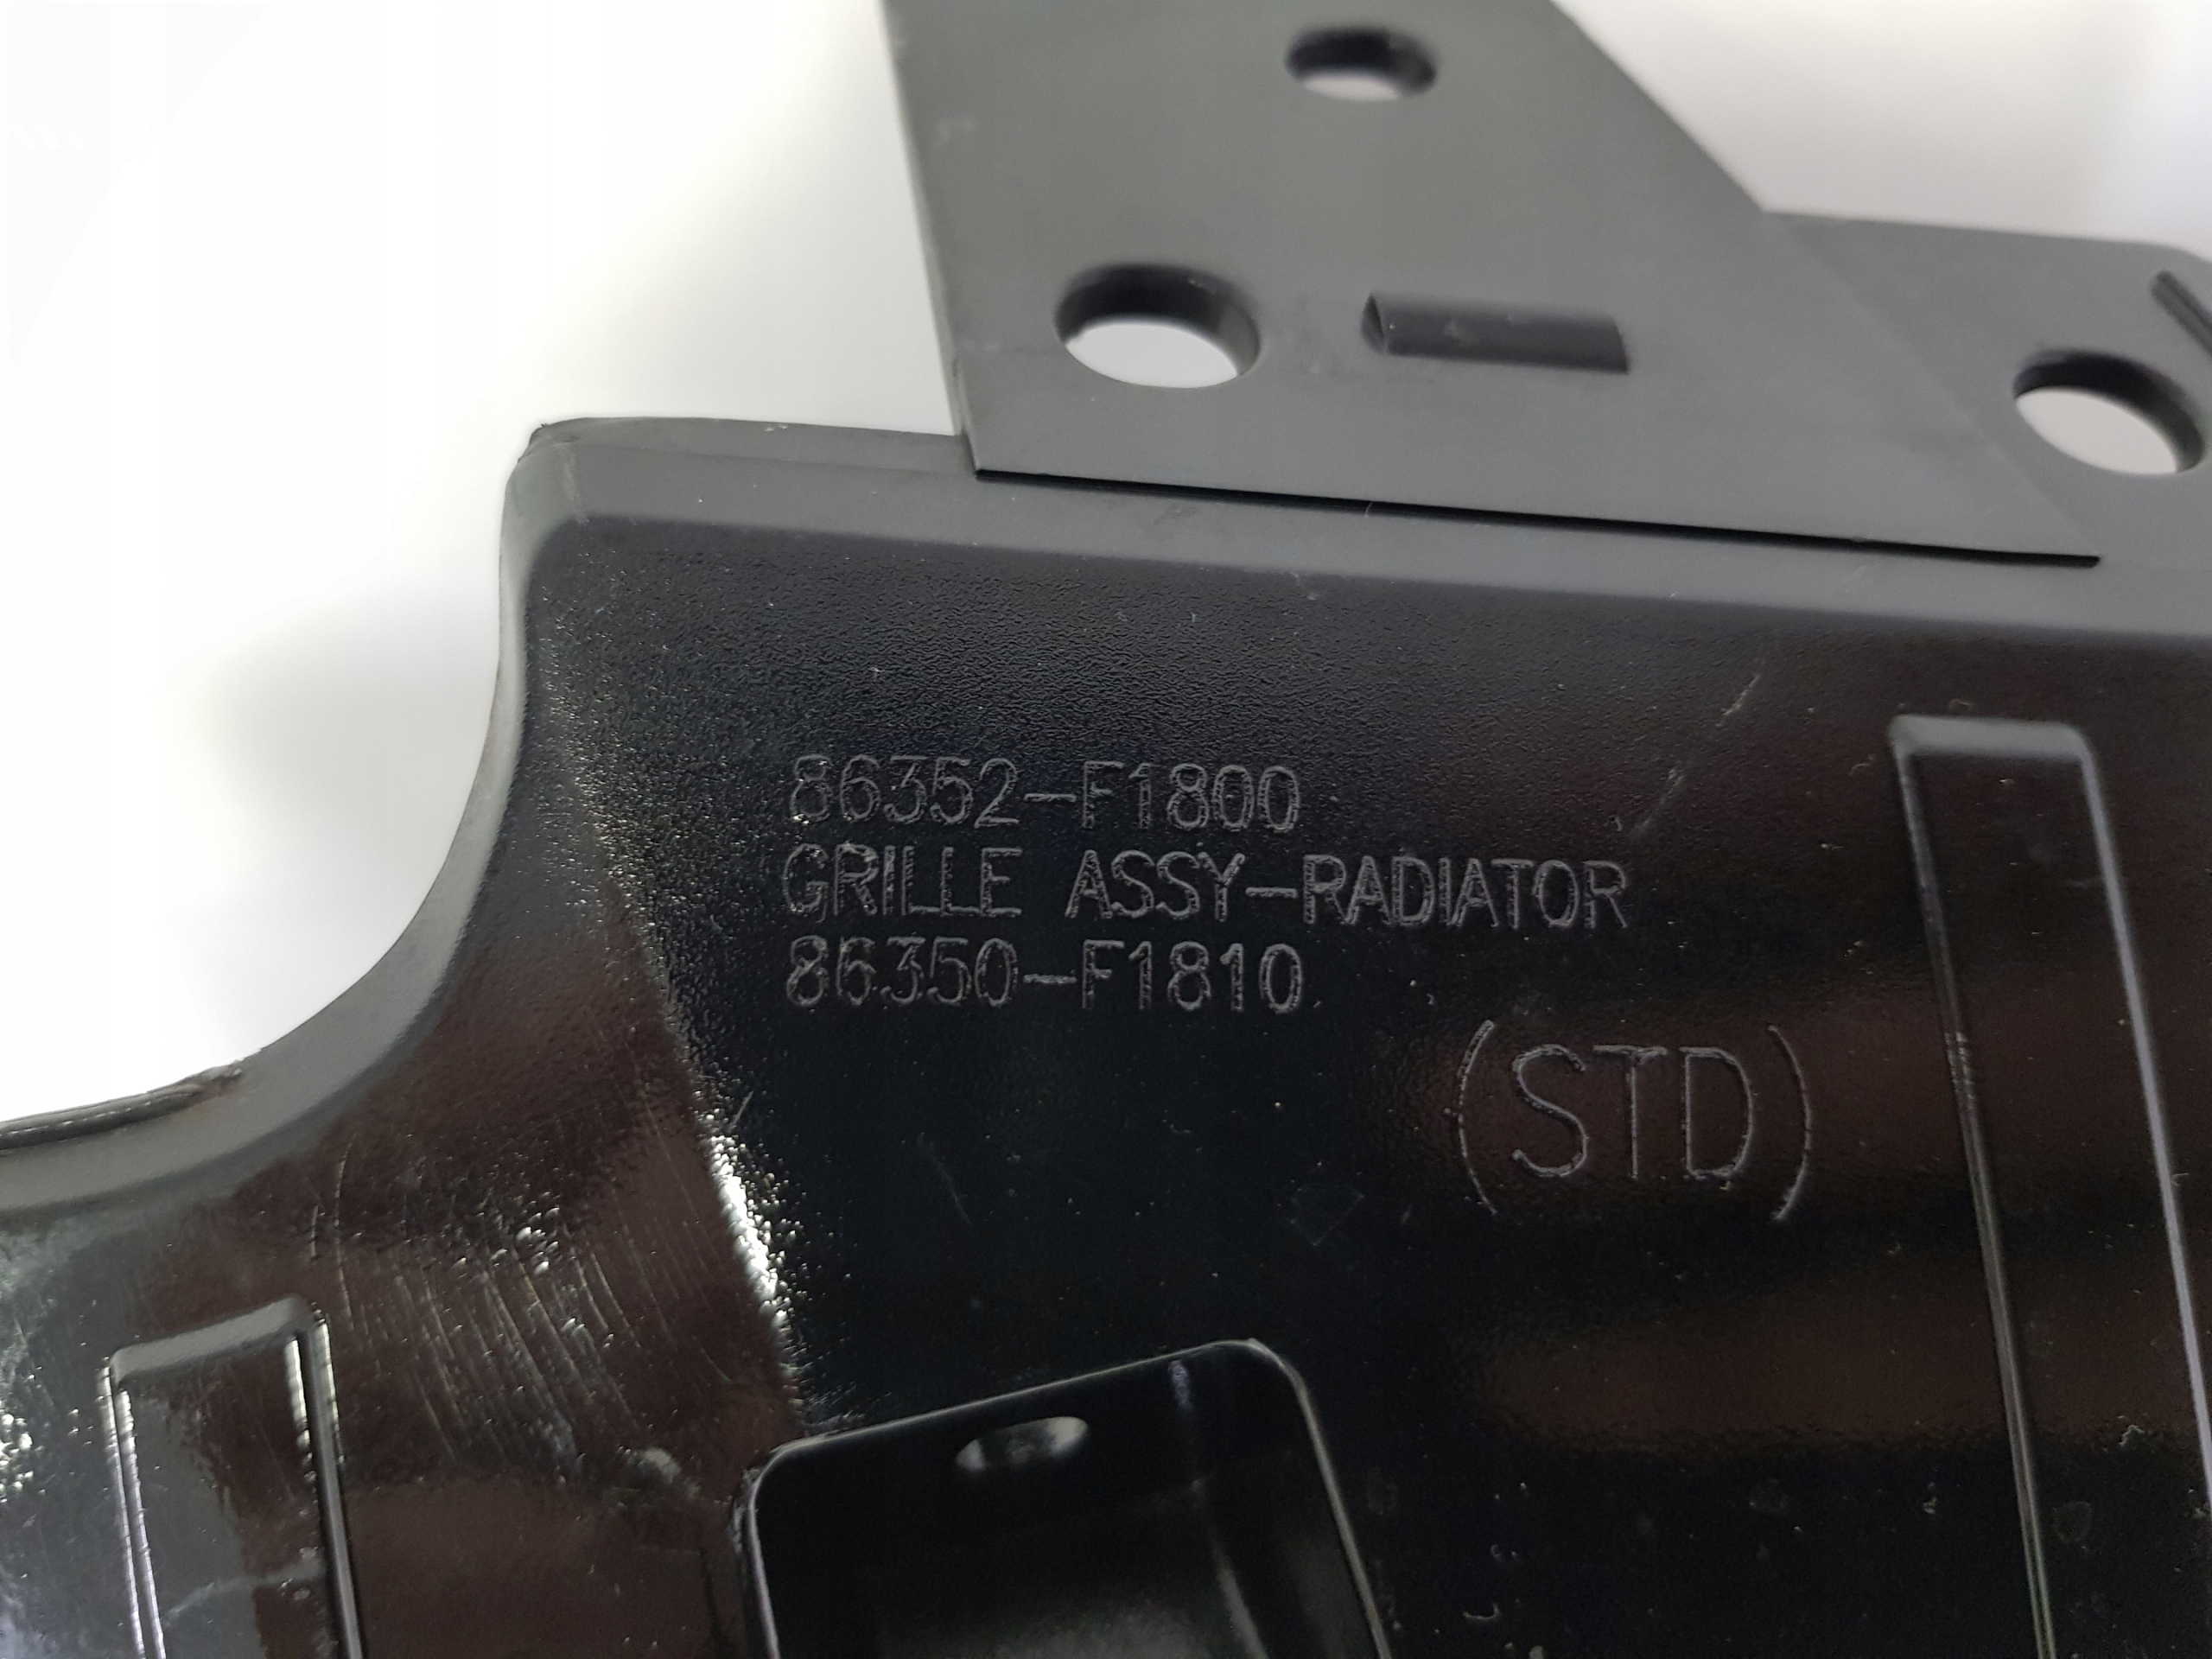 86352-F1800
GRILLE ASSY-RADIATOR
86350-F1810
(STD)